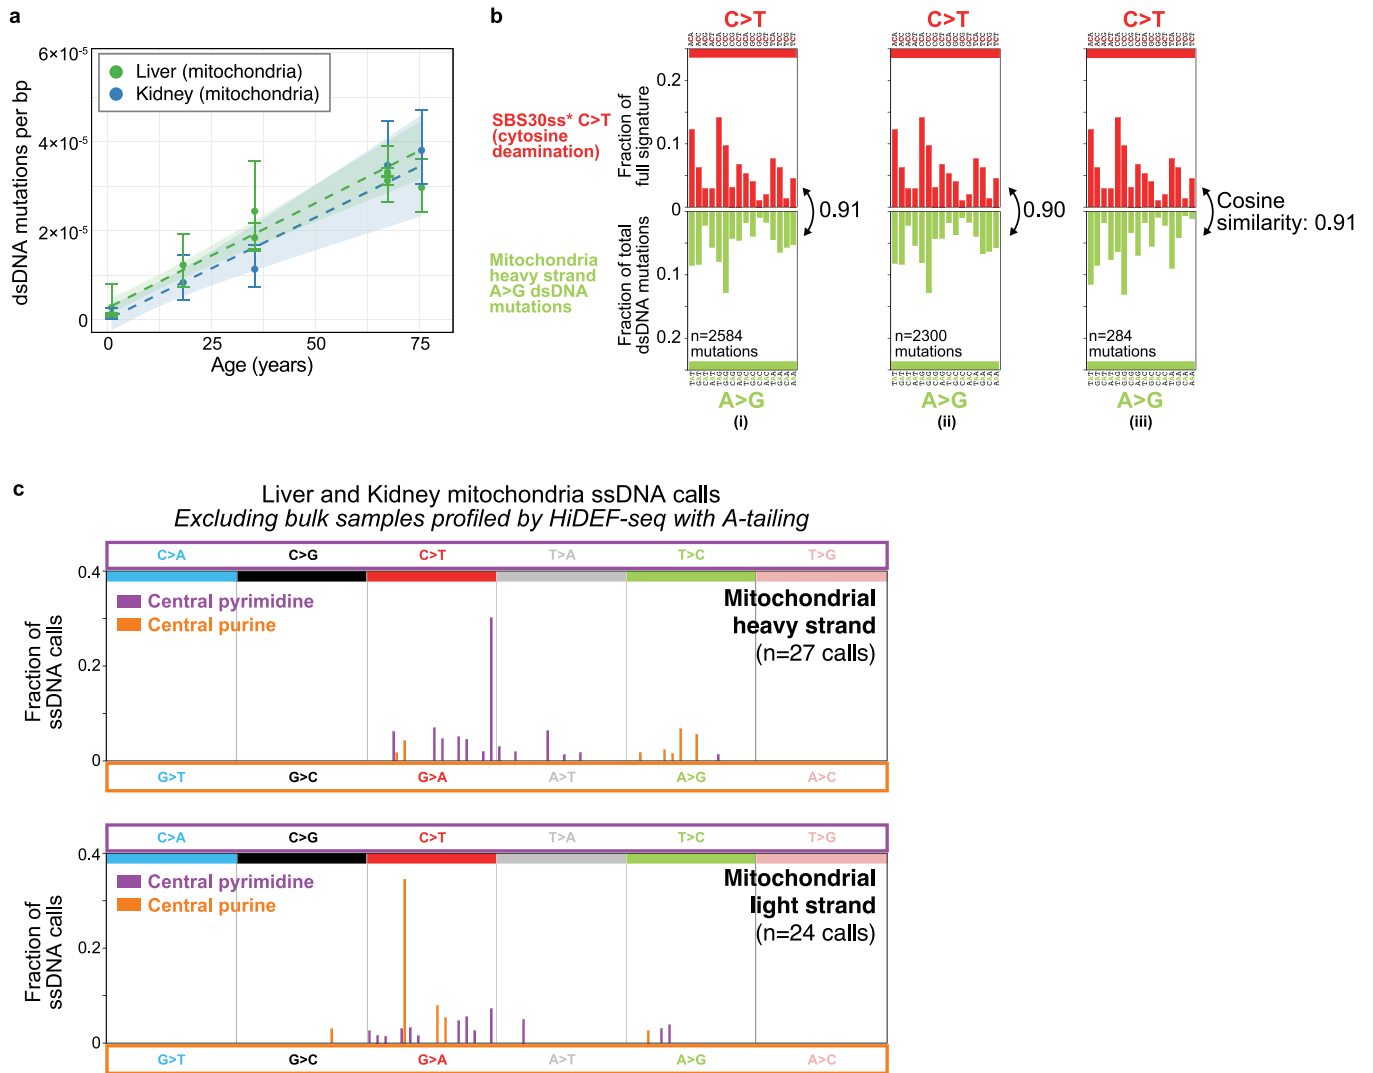 a
6×10-5
4×10-5
2×10-5
0
dsDNA mutations per bp
Liver (mitochondria)
Kidney (mitochondria)
0
25
50
75
Age (years)
b
C>T
C>T
C>T
SBS30ss* C>T
(cytosine
deamination)
Fraction of
full signature
0.2
0.1
0
0.1
0.2
Mitochondria
heavy strand
A>G dsDNA
mutations
Fraction of total
dsDNA mutations
0.91
0.90
Cosine
similarity: 0.91
n=2584
mutations
n=2300
mutations
n=284
mutations
A>G
A>G
A>G
(i)
(ii)
(iii)
c
Liver and Kidney mitochondria ssDNA calls
Excluding bulk samples profiled by HiDEF-seq with A-tailing
C>A
C>G
C>T
T>A
T>C
T>G
0.4
0.2
0
Fraction of
ssDNA calls
Central pyrimidine
Central purine
Mitochondrial
heavy strand
(n=27 calls)
G>T
G>C
G>A
A>T
A>G
A>C
C>A
C>G
C>T
T>A
T>C
T>G
0.4
0.2
0
Fraction of
ssDNA calls
Central pyrimidine
Central purine
Mitochondrial
light strand
(n=24 calls)
G>T
G>C
G>A
A>T
A>G
A>C